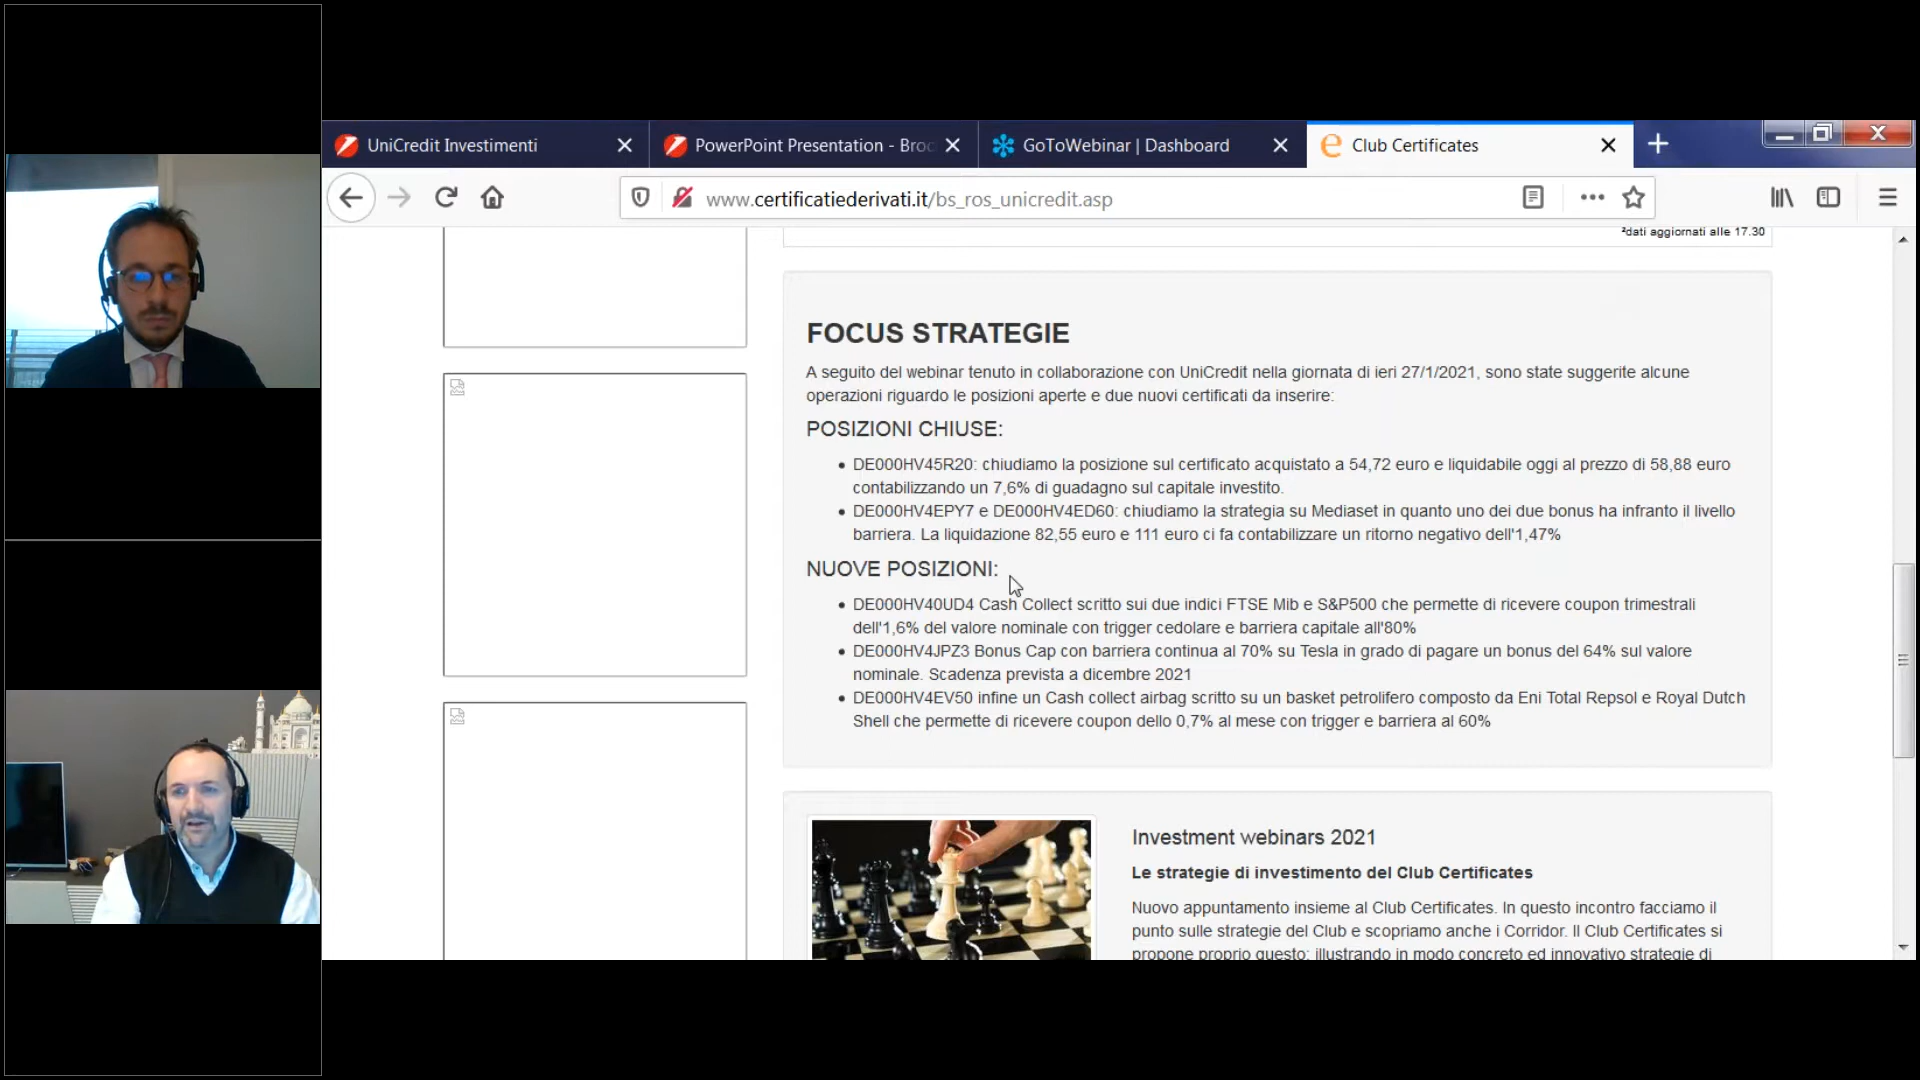 UniCredit Investimenti
PowerPoint Presentation - Broc
GoToWebinar | Dashboard
Club Certificates
www.certificatiederivati.it/bs_ros_unicredit.asp
²dati aggiornati alle 17.30
FOCUS STRATEGIE
A seguito del webinar tenuto in collaborazione con UniCredit nella giornata di ieri 27/1/2021, sono state suggerite alcune
operazioni riguardo le posizioni aperte e due nuovi certificati da inserire:
POSIZIONI CHIUSE:
DE000HV45R20: chiudiamo la posizione sul certificato acquistato a 54,72 euro e liquidabile oggi al prezzo di 58,88 euro
contabilizzando un 7,6% di guadagno sul capitale investito.
DE000HV4EPY7 e DE000HV4ED60: chiudiamo la strategia su Mediaset in quanto uno dei due bonus ha infranto il livello
barriera. La liquidazione 82,55 euro e 111 euro ci fa contabilizzare un ritorno negativo dell'1,47%
NUOVE POSIZIONI:
DE000HV40UD4 Cash Collect scritto sui due indici FTSE Mib e S&P500 che permette di ricevere coupon trimestrali
dell'1,6% del valore nominale con trigger cedolare e barriera capitale all'80%
DE000HV4JPZ3 Bonus Cap con barriera continua al 70% su Tesla in grado di pagare un bonus del 64% sul valore
nominale. Scadenza prevista a dicembre 2021
DE000HV4EV50 infine un Cash collect airbag scritto su un basket petrolifero composto da Eni Total Repsol e Royal Dutch
Shell che permette di ricevere coupon dello 0,7% al mese con trigger e barriera al 60%
Investment webinars 2021
Le strategie di investimento del Club Certificates
Nuovo appuntamento insieme al Club Certificates. In questo incontro facciamo il
punto sulle strategie del Club e scopriamo anche i Corridor. Il Club Certificates si
propone proprio questo: illustrando in modo concreto ed innovativo strategie di